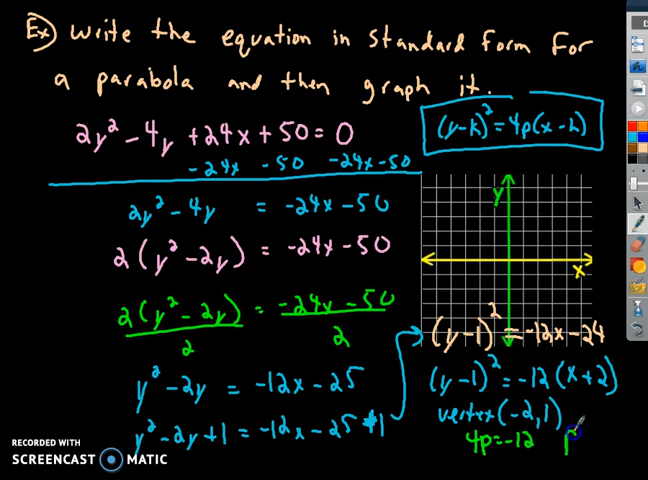 Ex) Write the equation in standard form for
a parabola and then graph it.
2y² - 4y + 24x + 50 = 0
-24x -50 -24x -50
(y-k)² = 4p(x-h)
2y² - 4y = -24x - 50
2(y² - 2y) = -24x - 50
2(y² - 2y) = -24x - 50
2 2
y² - 2y = -12x - 25
y² - 2y + 1 = -12x - 25 + 1
y
x
(y-1)² = -12x - 24
(y-1)² = -12(x+2)
vertex(-2,1)
4p = -12
RECORDED WITH
SCREENCAST MATIC